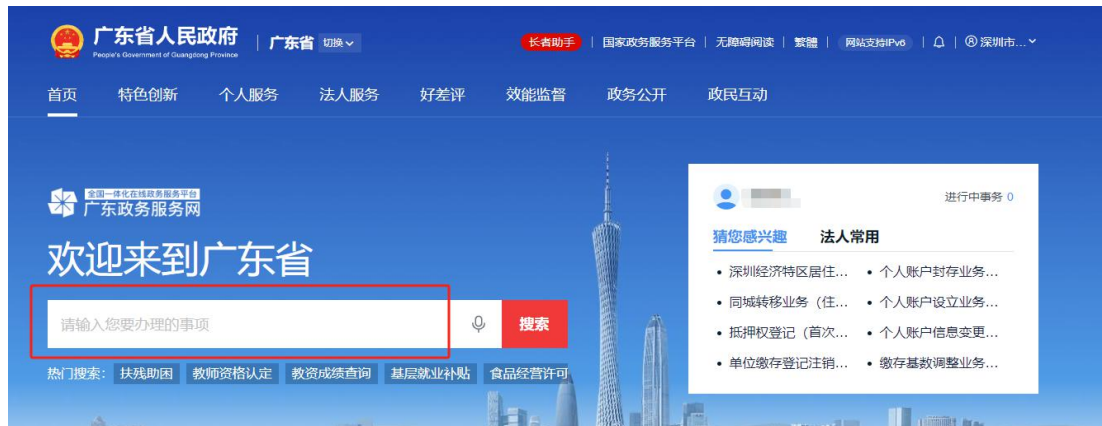 广东省人民政府
People's Government of Guangdong Province
广东省 切换
长者助手 | 国家政务服务平台 | 无障碍阅读 | 繁體 | 网站支持IPv6 | | ®深圳市...
首页 特色创新 个人服务 法人服务 好差评 效能监督 政务公开 政民互动
全国一体化在线政务服务平台
广东政务服务网
欢迎来到广东省
请输入您要办理的事项
搜索
热门搜索: 扶残助困 教师资格认定 教资成绩查询 基层就业补贴 食品经营许可
进行中事务 0
猜您感兴趣 法人常用
• 深圳经济特区居住... • 个人账户封存业务...
• 同城转移业务（住... • 个人账户设立业务...
• 抵押权登记（首次... • 个人账户信息变更...
• 单位缴存登记注销... • 缴存基数调整业务...